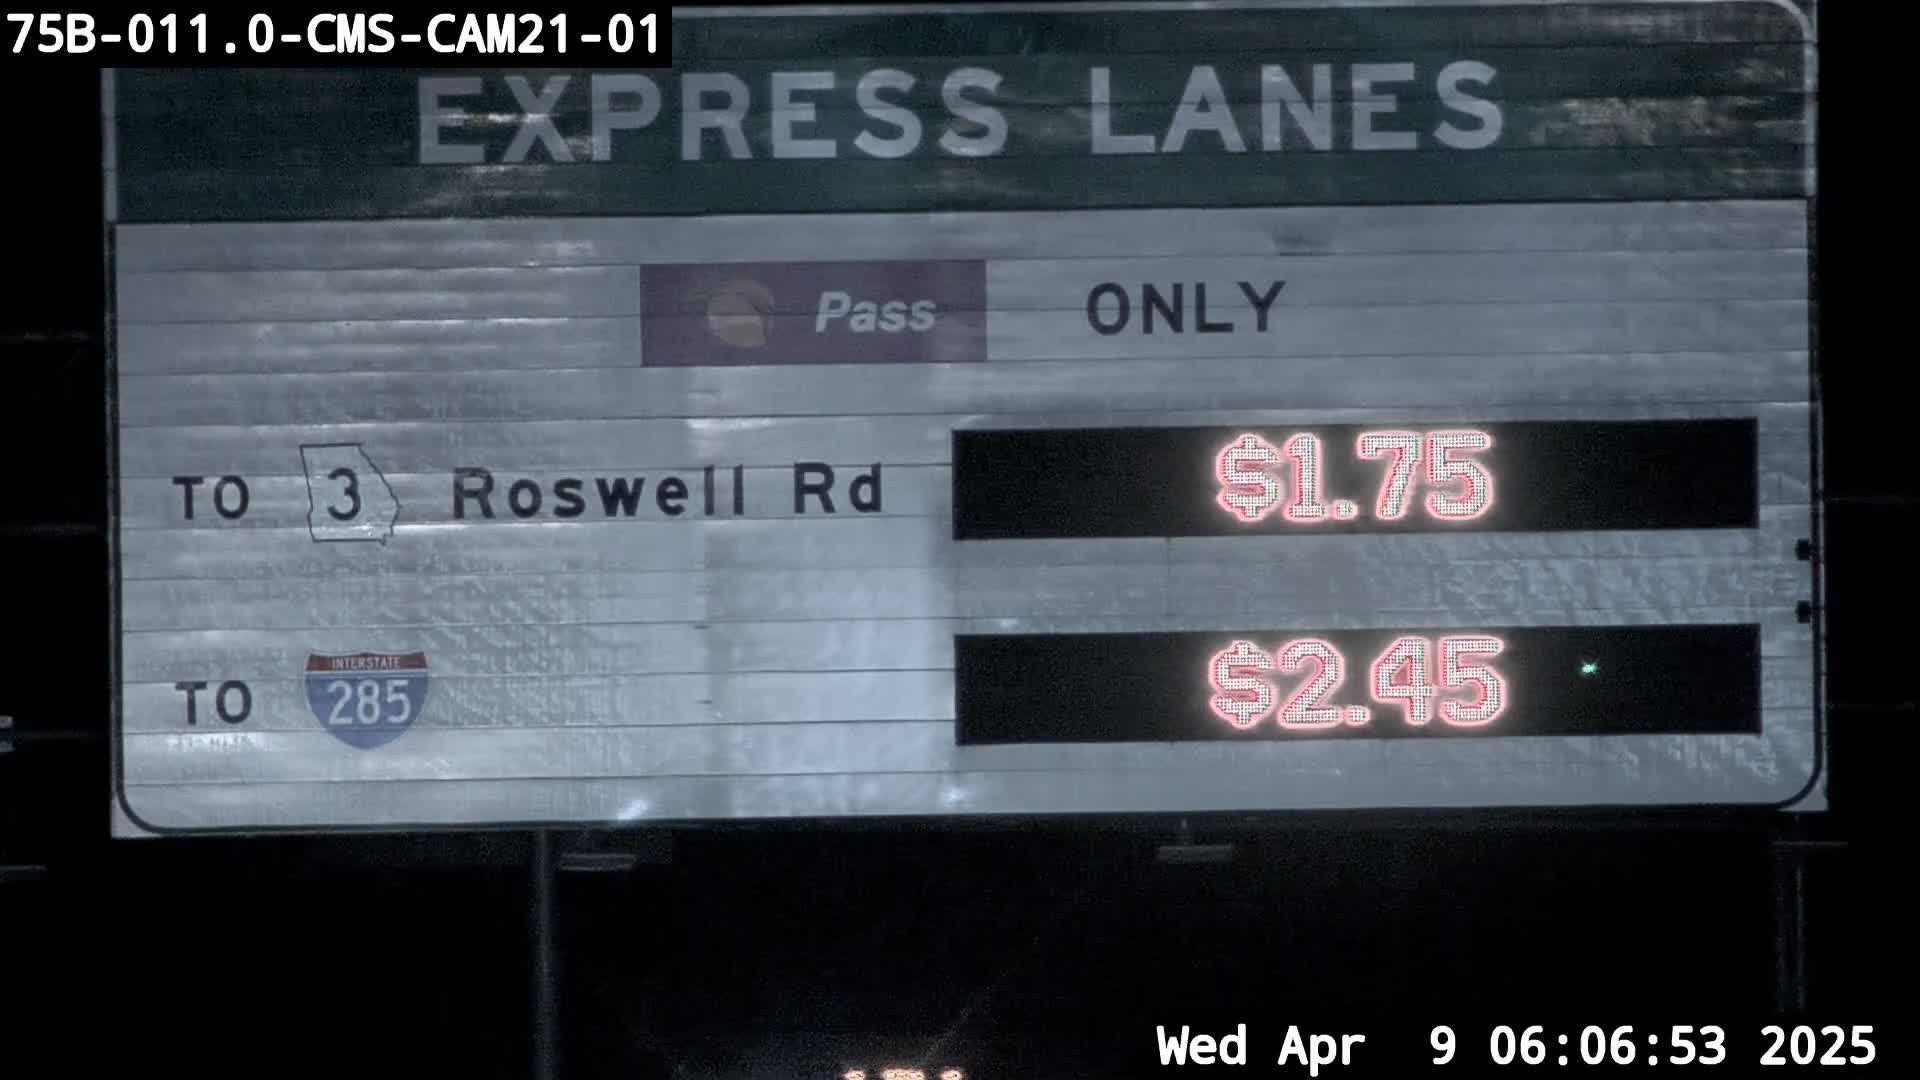 75B-011.0-CMS-CAM21-01
EXPRESS LANES
Pass ONLY
TO 3 Roswell Rd $1.75
INTERSTATE
TO 285 $2.45
Wed Apr 9 06:06:53 2025